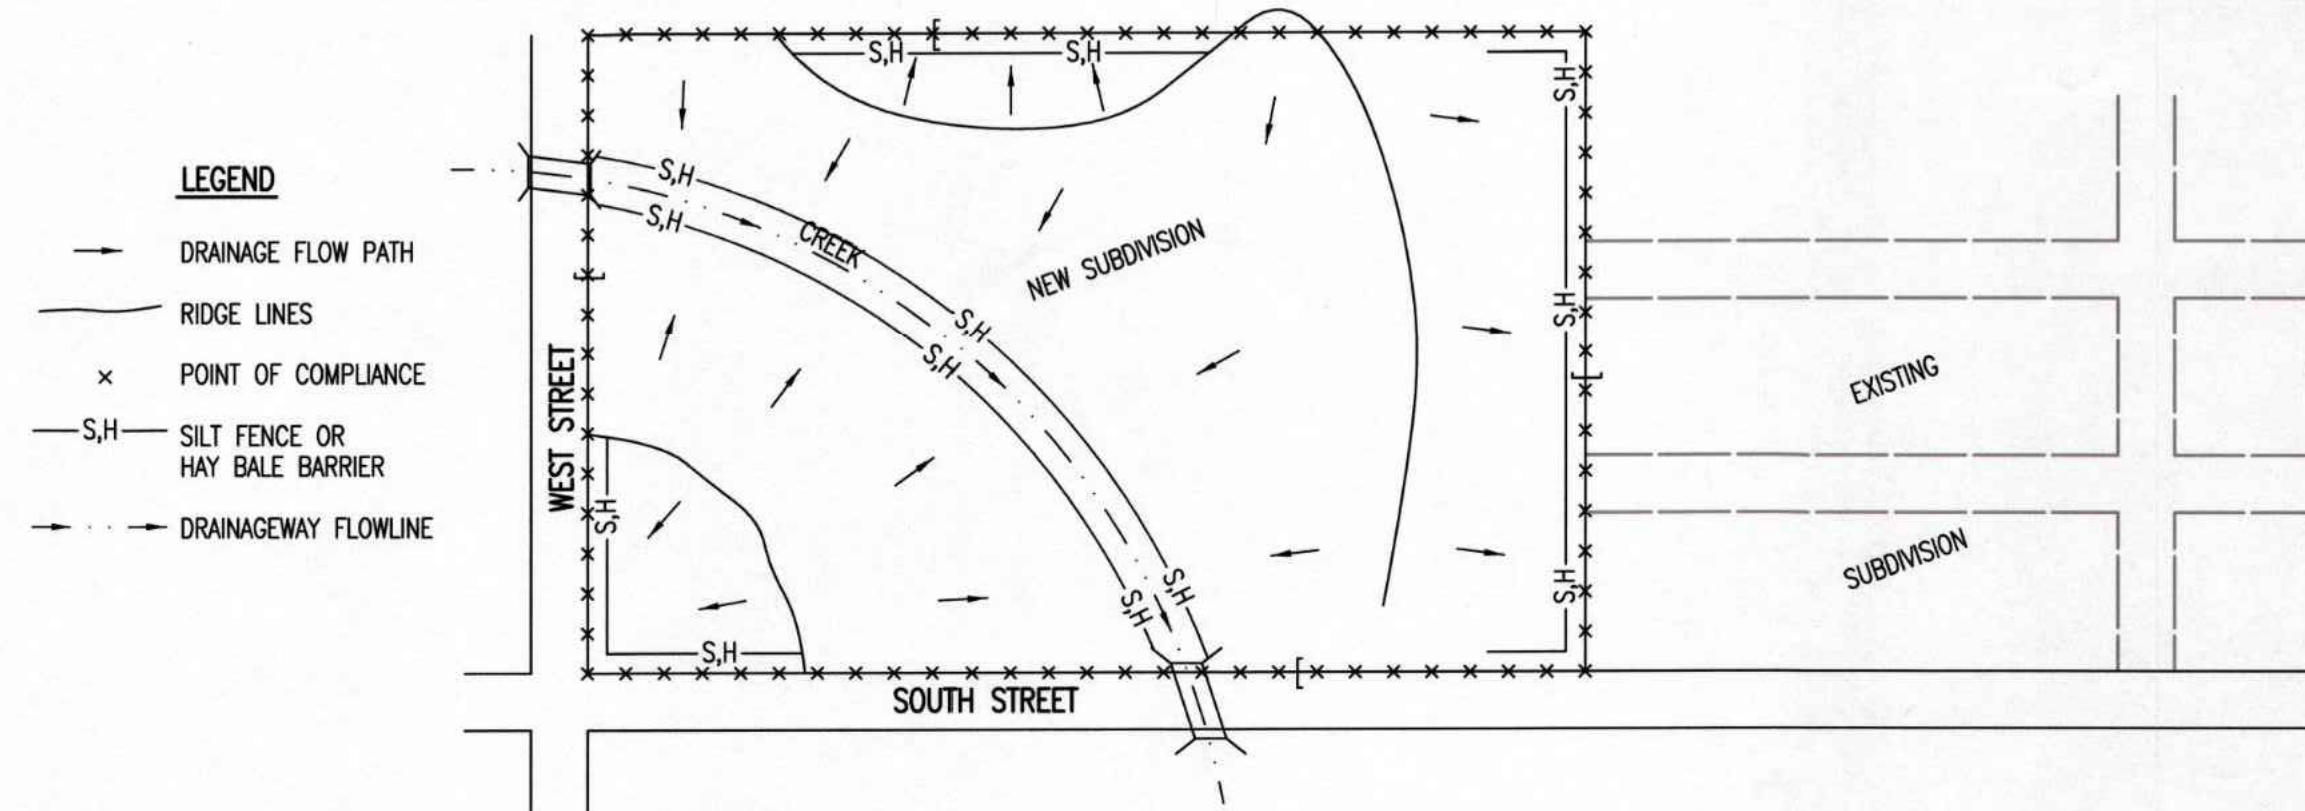 LEGEND
DRAINAGE FLOW PATH
RIDGE LINES
POINT OF COMPLIANCE
S,H
SILT FENCE OR
HAY BALE BARRIER
DRAINAGEWAY FLOWLINE
S,H
S,H
S,H
S,H
S,H
CREEK
NEW SUBDIVISION
S,H
S,H
S,H
WEST STREET
EXISTING
S,H
SUBDIVISION
S,H
S,H
S,H
S,H
SOUTH STREET